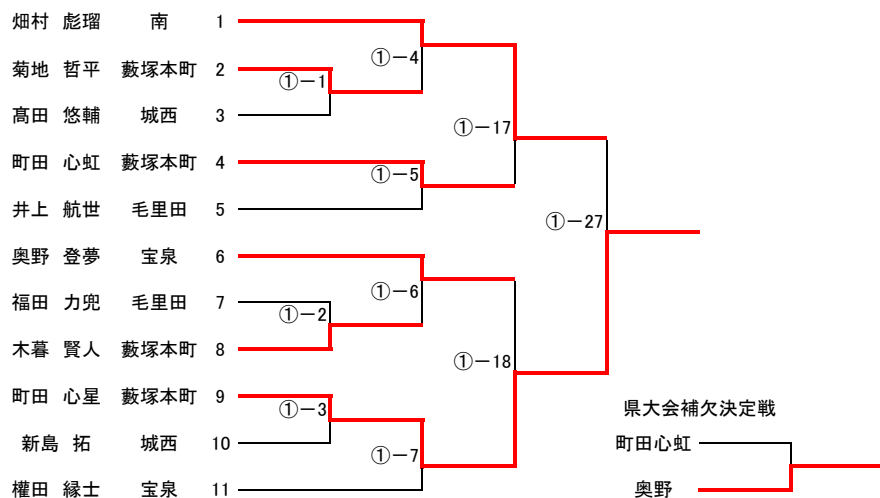 畑村 彪瑠 南 1
①－4
菊地 哲平 藪塚本町 2
①－1
髙田 悠輔 城西 3
①－17
町田 心虹 藪塚本町 4
①－5
井上 航世 毛里田 5
①－27
奥野 登夢 宝泉 6
①－6
福田 力兜 毛里田 7
①－2
木暮 賢人 藪塚本町 8
①－18
町田 心星 藪塚本町 9
①－3
新島 拓 城西 10
①－7
權田 縁士 宝泉 11
県大会補欠決定戦
町田心虹
奥野